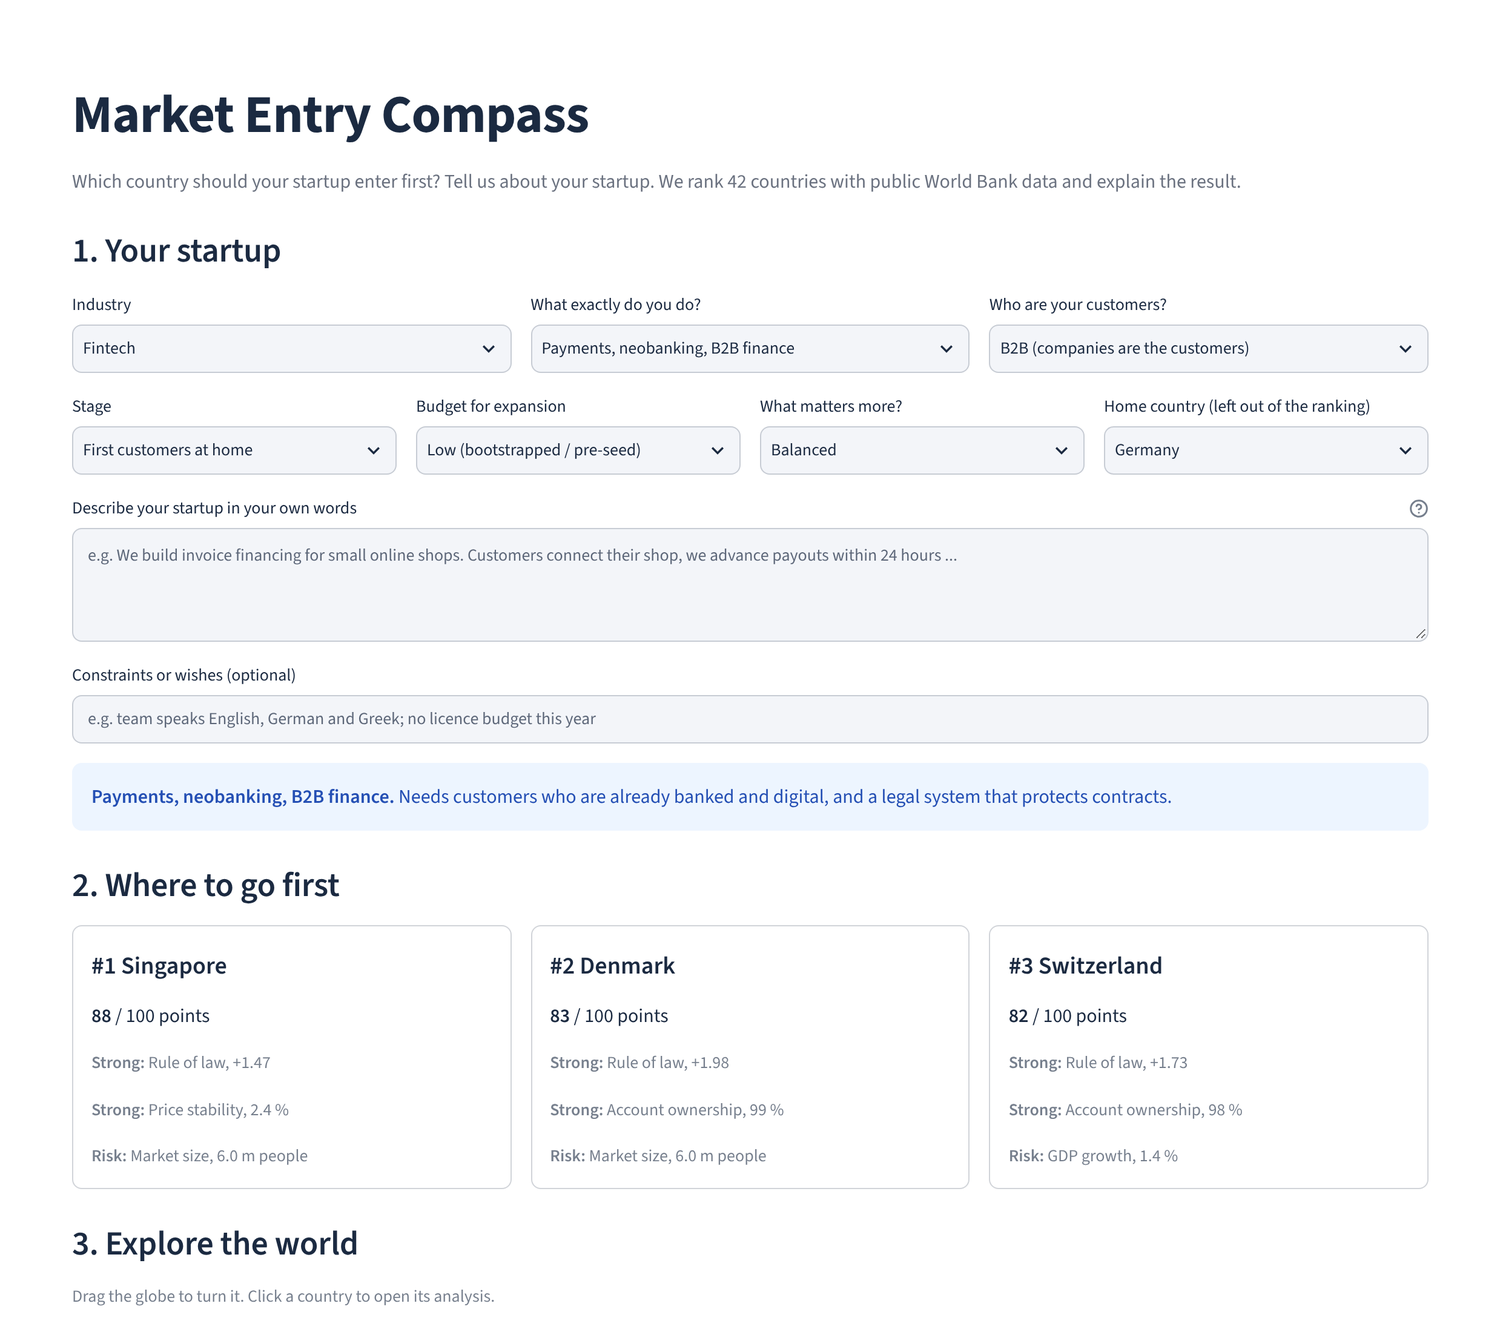 Market Entry Compass
Which country should your startup enter first? Tell us about your startup. We rank 42 countries with public World Bank data and explain the result.
1. Your startup
Industry
Fintech
What exactly do you do?
Payments, neobanking, B2B finance
Who are your customers?
B2B (companies are the customers)
Stage
First customers at home
Budget for expansion
Low (bootstrapped / pre-seed)
What matters more?
Balanced
Home country (left out of the ranking)
Germany
Describe your startup in your own words
e.g. We build invoice financing for small online shops. Customers connect their shop, we advance payouts within 24 hours ...
Constraints or wishes (optional)
e.g. team speaks English, German and Greek; no licence budget this year
Payments, neobanking, B2B finance. Needs customers who are already banked and digital, and a legal system that protects contracts.
2. Where to go first
#1 Singapore
88 / 100 points
Strong: Rule of law, +1.47
Strong: Price stability, 2.4 %
Risk: Market size, 6.0 m people
#2 Denmark
83 / 100 points
Strong: Rule of law, +1.98
Strong: Account ownership, 99 %
Risk: Market size, 6.0 m people
#3 Switzerland
82 / 100 points
Strong: Rule of law, +1.73
Strong: Account ownership, 98 %
Risk: GDP growth, 1.4 %
3. Explore the world
Drag the globe to turn it. Click a country to open its analysis.